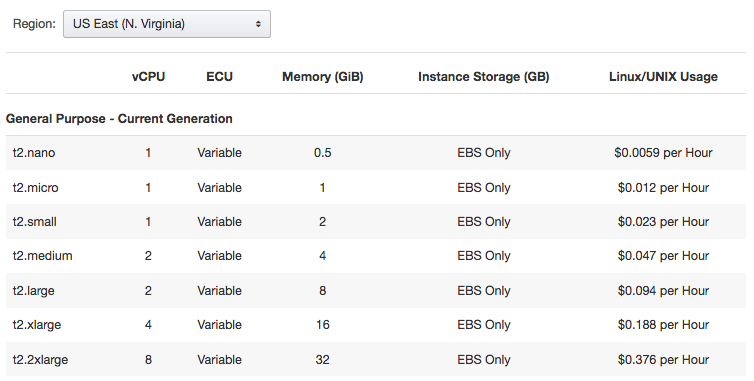 Region: US East (N. Virginia)
vCPU ECU Memory (GiB) Instance Storage (GB) Linux/UNIX Usage
General Purpose - Current Generation
t2.nano 1 Variable 0.5 EBS Only $0.0059 per Hour
t2.micro 1 Variable 1 EBS Only $0.012 per Hour
t2.small 1 Variable 2 EBS Only $0.023 per Hour
t2.medium 2 Variable 4 EBS Only $0.047 per Hour
t2.large 2 Variable 8 EBS Only $0.094 per Hour
t2.xlarge 4 Variable 16 EBS Only $0.188 per Hour
t2.2xlarge 8 Variable 32 EBS Only $0.376 per Hour